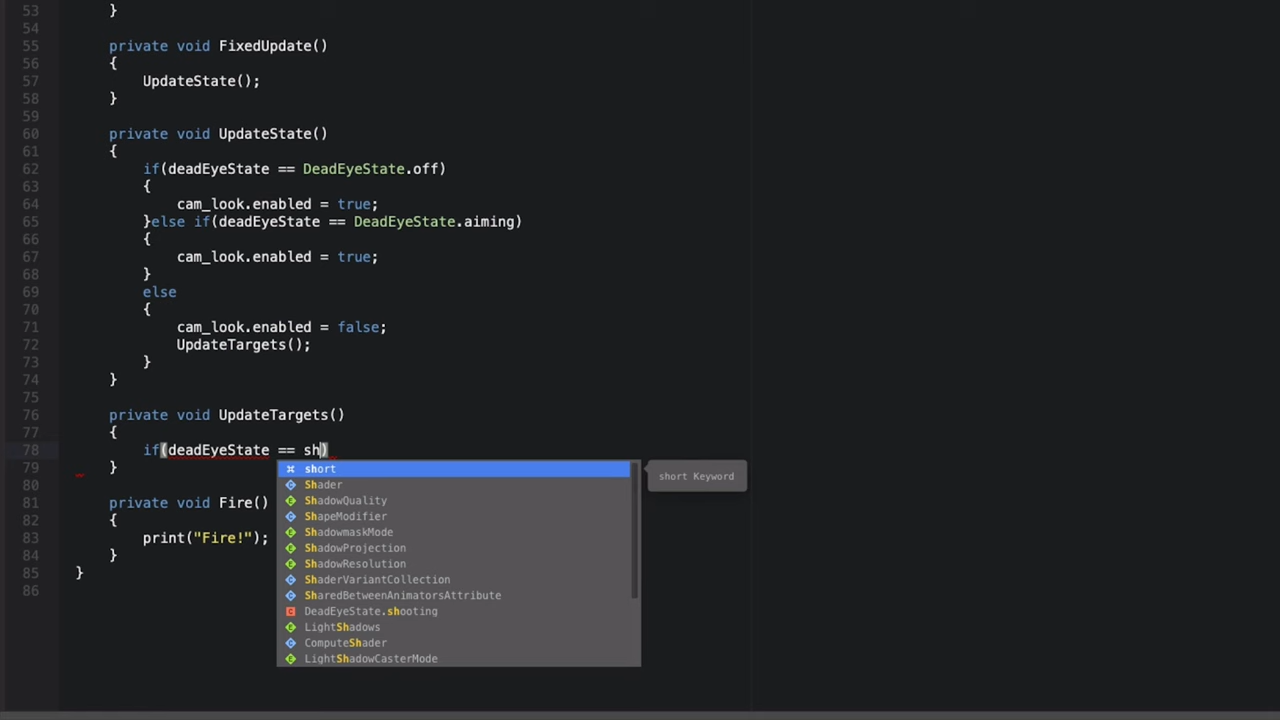 53 }
54
55 private void FixedUpdate()
56 {
57 UpdateState();
58 }
59
60 private void UpdateState()
61 {
62 if(deadEyeState == DeadEyeState.off)
63 {
64 cam_look.enabled = true;
65 }else if(deadEyeState == DeadEyeState.aiming)
66 {
67 cam_look.enabled = true;
68 }
69 else
70 {
71 cam_look.enabled = false;
72 UpdateTargets();
73 }
74 }
75
76 private void UpdateTargets()
77 {
78 if(deadEyeState == sh)
79 }
80
81 private void Fire()
82 {
83 print("Fire!");
84 }
85 }
86
short
Shader
ShadowQuality
ShapeModifier
ShadowmaskMode
ShadowProjection
ShadowResolution
ShaderVariantCollection
SharedBetweenAnimatorsAttribute
DeadEyeState.shooting
LightShadows
ComputeShader
LightShadowCasterMode
short Keyword